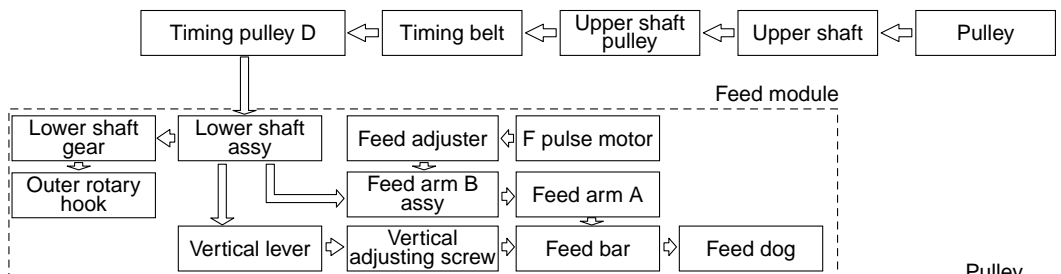 Timing pulley D
Timing belt
Upper shaft
pulley
Upper shaft
Pulley
Feed module
Lower shaft
gear
Lower shaft
assy
Feed adjuster
F pulse motor
Outer rotary
hook
Feed arm B
assy
Feed arm A
Vertical lever
Vertical
adjusting screw
Feed bar
Feed dog
Pulley